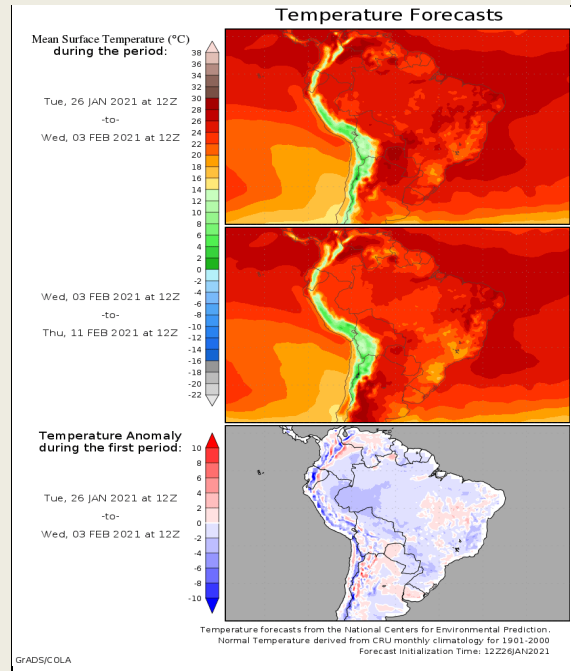 Temperature Forecasts
Mean Surface Temperature (°C)
during the period:
Tue, 26 JAN 2021 at 12Z
-to-
Wed, 03 FEB 2021 at 12Z
38
36
34
32
30
28
26
24
22
20
18
16
14
12
10
8
6
4
2
0
-2
-4
-6
-8
-10
-12
-14
-16
-18
-20
-22
Wed, 03 FEB 2021 at 12Z
-to-
Thu, 11 FEB 2021 at 12Z
Temperature Anomaly
during the first period:
Tue, 26 JAN 2021 at 12Z
-to-
Wed, 03 FEB 2021 at 12Z
10
8
6
4
2
0
-2
-4
-6
-8
-10
Temperature forecasts from the National Centers for Environmental Prediction.
Normal Temperature derived from CRU monthly climatology for 1901-2000
Forecast Initialization Time: 12Z26JAN2021
GrADS/COLA